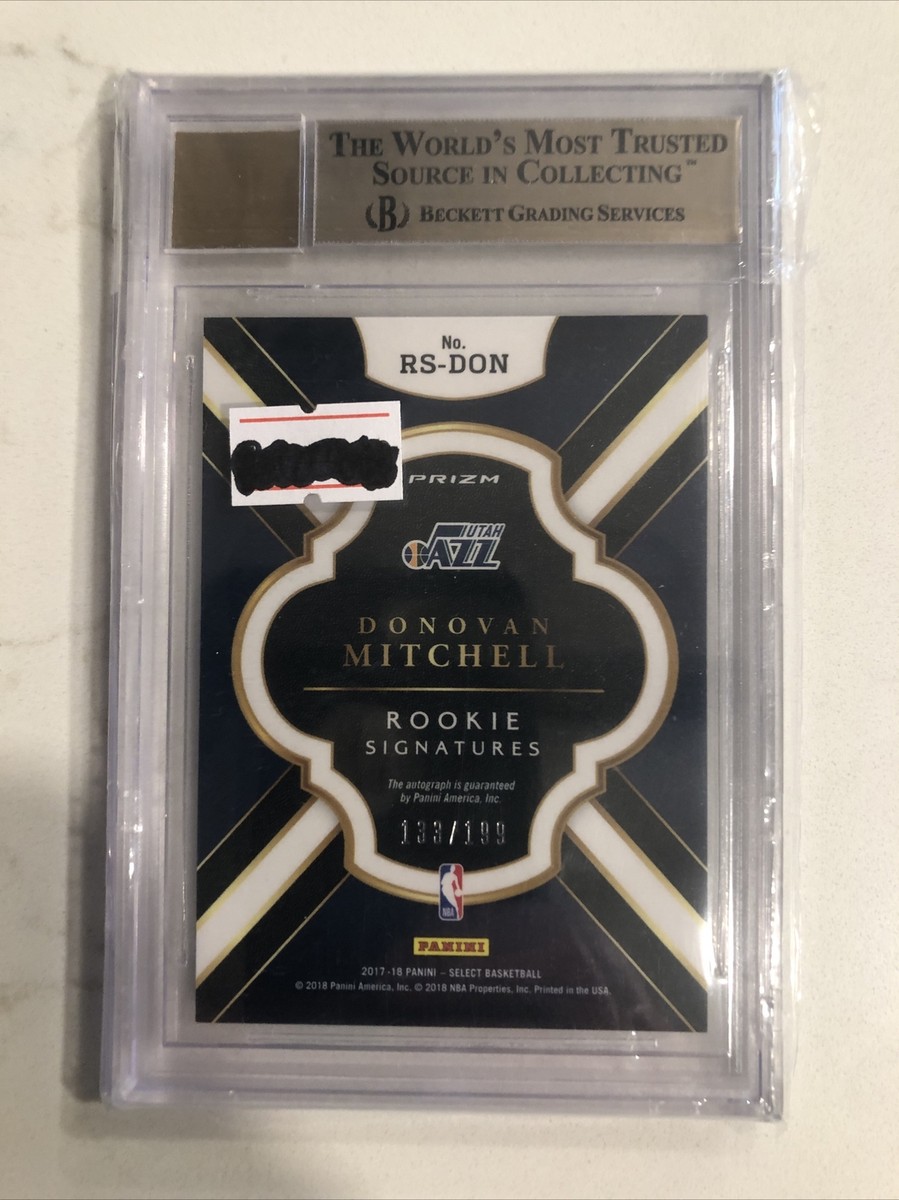 THE WORLD'S MOST TRUSTED
SOURCE IN COLLECTING™
B BECKETT GRADING SERVICES
No.
RS-DON
PRIZM
UTAH
JAZZ
DONOVAN
MITCHELL
ROOKIE
SIGNATURES
The autograph is guaranteed
by Panini America, Inc.
133/199
NBA
PANINI
2017-18 PANINI – SELECT BASKETBALL
© 2018 Panini America, Inc. © 2018 NBA Properties, Inc. Printed in the USA.